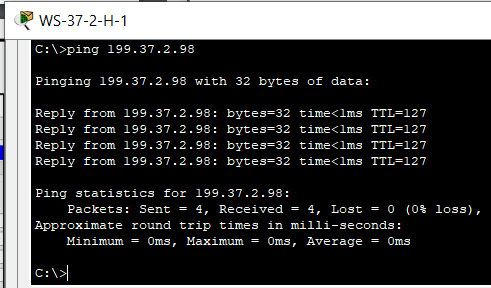 WS-37-2-H-1
C:\>ping 199.37.2.98
Pinging 199.37.2.98 with 32 bytes of data:
Reply from 199.37.2.98: bytes=32 time<1ms TTL=127
Reply from 199.37.2.98: bytes=32 time<1ms TTL=127
Reply from 199.37.2.98: bytes=32 time<1ms TTL=127
Reply from 199.37.2.98: bytes=32 time<1ms TTL=127
Ping statistics for 199.37.2.98:
    Packets: Sent = 4, Received = 4, Lost = 0 (0% loss),
Approximate round trip times in milli-seconds:
    Minimum = 0ms, Maximum = 0ms, Average = 0ms
C:\>